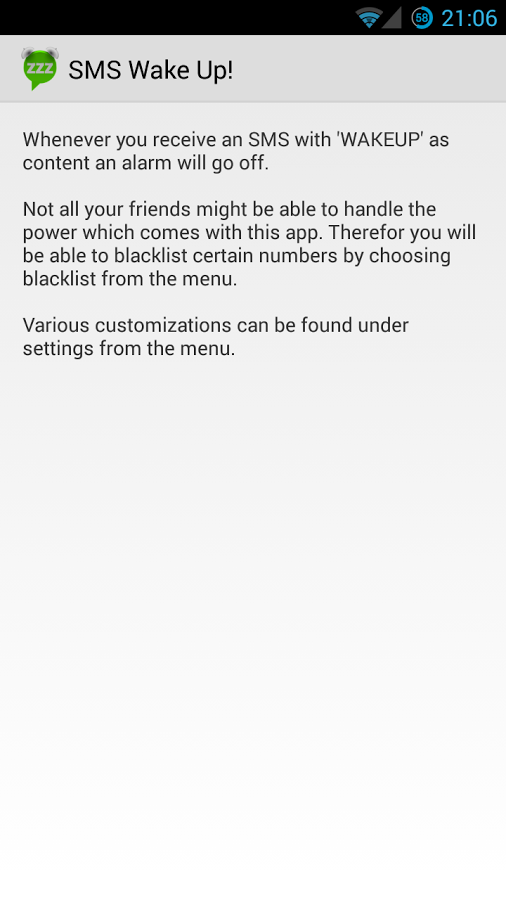 58 21:06
zzz SMS Wake Up!
Whenever you receive an SMS with 'WAKEUP' as
content an alarm will go off.
Not all your friends might be able to handle the
power which comes with this app. Therefor you will
be able to blacklist certain numbers by choosing
blacklist from the menu.
Various customizations can be found under
settings from the menu.